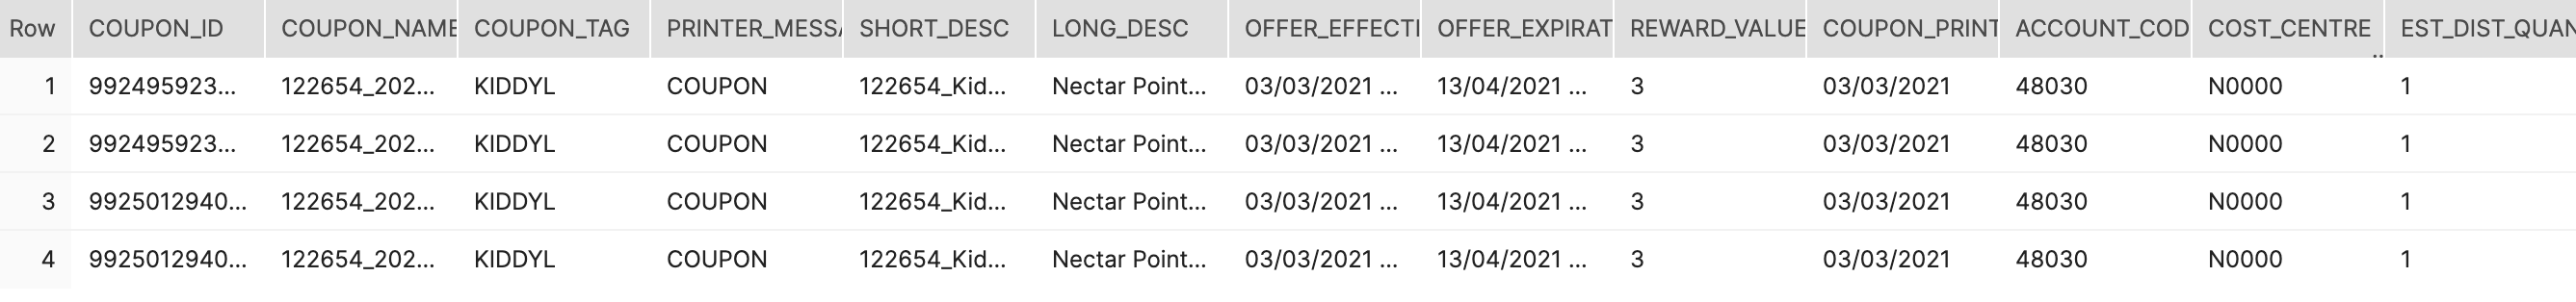 Row COUPON_ID COUPON_NAME COUPON_TAG PRINTER_MESSA SHORT_DESC LONG_DESC OFFER_EFFECTI OFFER_EXPIRAT REWARD_VALUE COUPON_PRINT ACCOUNT_COD COST_CENTRE EST_DIST_QUAN
1 992495923... 122654_202... KIDDYL COUPON 122654_Kid... Nectar Point... 03/03/2021 ... 13/04/2021 ... 3 03/03/2021 48030 N0000 1
2 992495923... 122654_202... KIDDYL COUPON 122654_Kid... Nectar Point... 03/03/2021 ... 13/04/2021 ... 3 03/03/2021 48030 N0000 1
3 9925012940... 122654_202... KIDDYL COUPON 122654_Kid... Nectar Point... 03/03/2021 ... 13/04/2021 ... 3 03/03/2021 48030 N0000 1
4 9925012940... 122654_202... KIDDYL COUPON 122654_Kid... Nectar Point... 03/03/2021 ... 13/04/2021 ... 3 03/03/2021 48030 N0000 1